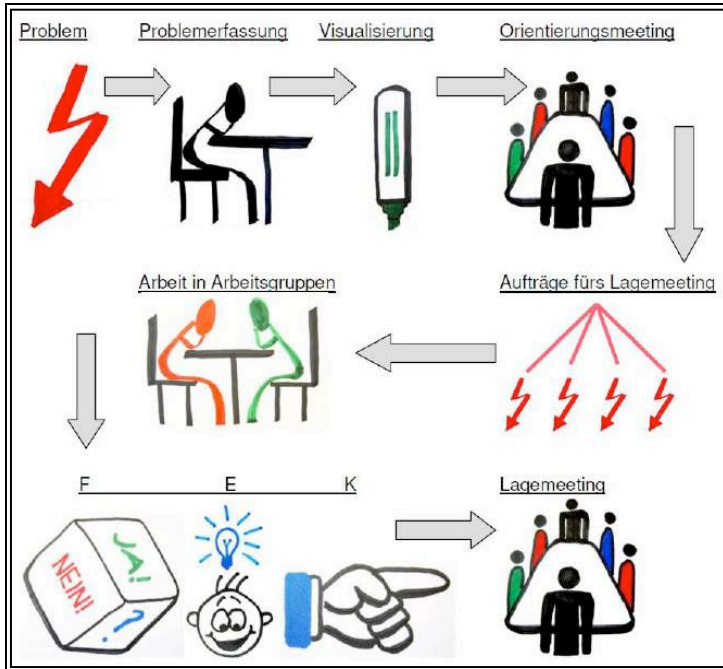 Problem
Problemerfassung
Visualisierung
Orientierungsmeeting
Arbeit in Arbeitsgruppen
Aufträge fürs Lagemeeting
F E K
Lagemeeting
JA!
NEIN!
?